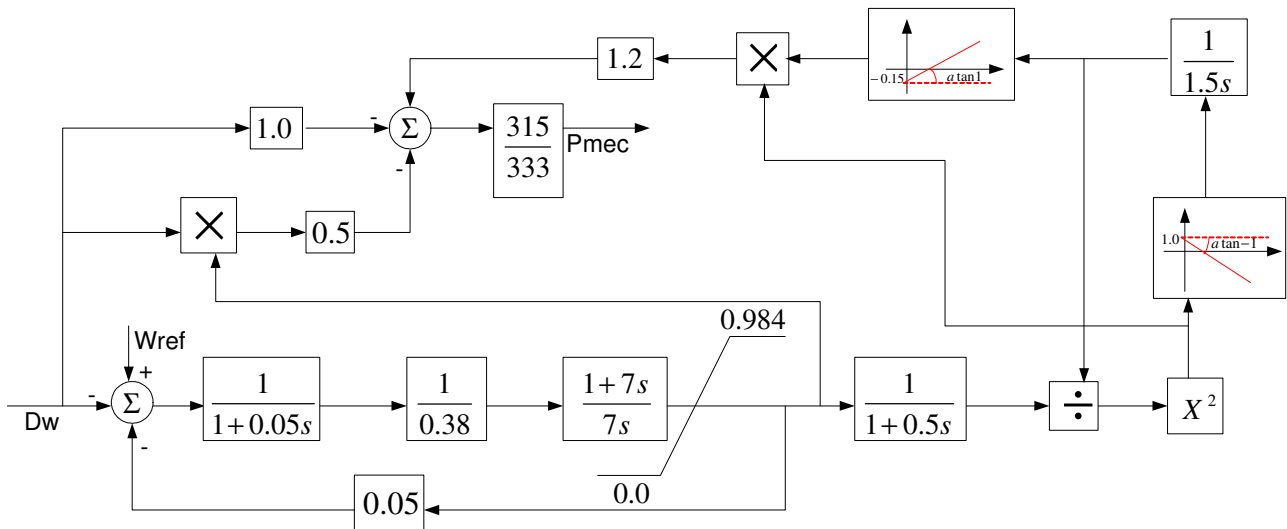 1.2
×
-0.15
a tan1
1
1.5s
1.0
-
Σ
315
333
Pmec
-
×
0.5
1.0
a tan-1
0.984
Wref
+
-
Σ
Dw
-
1
1+0.05s
1
0.38
1+7s
7s
0.0
1
1+0.5s
÷
X²
0.05